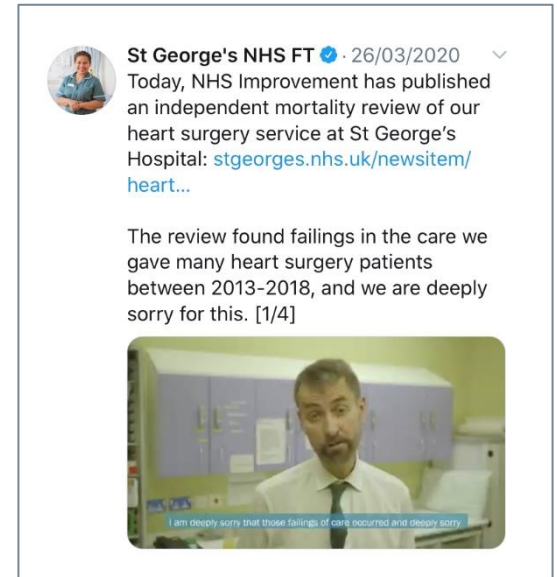 St George's NHS FT · 26/03/2020
Today, NHS Improvement has published
an independent mortality review of our
heart surgery service at St George’s
Hospital: stgeorges.nhs.uk/newsitem/
heart...
The review found failings in the care we
gave many heart surgery patients
between 2013-2018, and we are deeply
sorry for this. [1/4]
I am deeply sorry that those failings of care occurred and deeply sorry